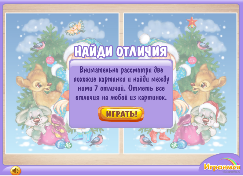 НАЙДИ ОТЛИЧИЯ
Внимательно рассмотри две
похожие картинки и найди между
ними 7 отличий. Отметь все
отличия на любой из картинок.
ИГРАТЬ!